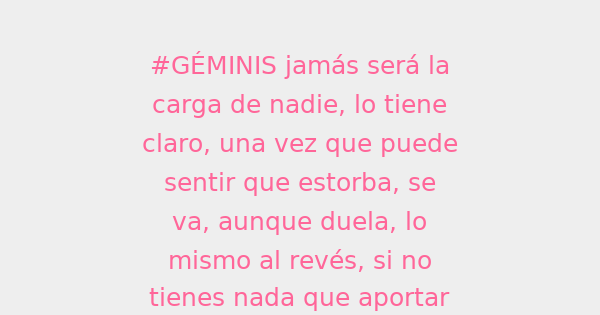 #GÉMINIS jamás será la
carga de nadie, lo tiene
claro, una vez que puede
sentir que estorba, se
va, aunque duela, lo
mismo al revés, si no
tienes nada que aportar